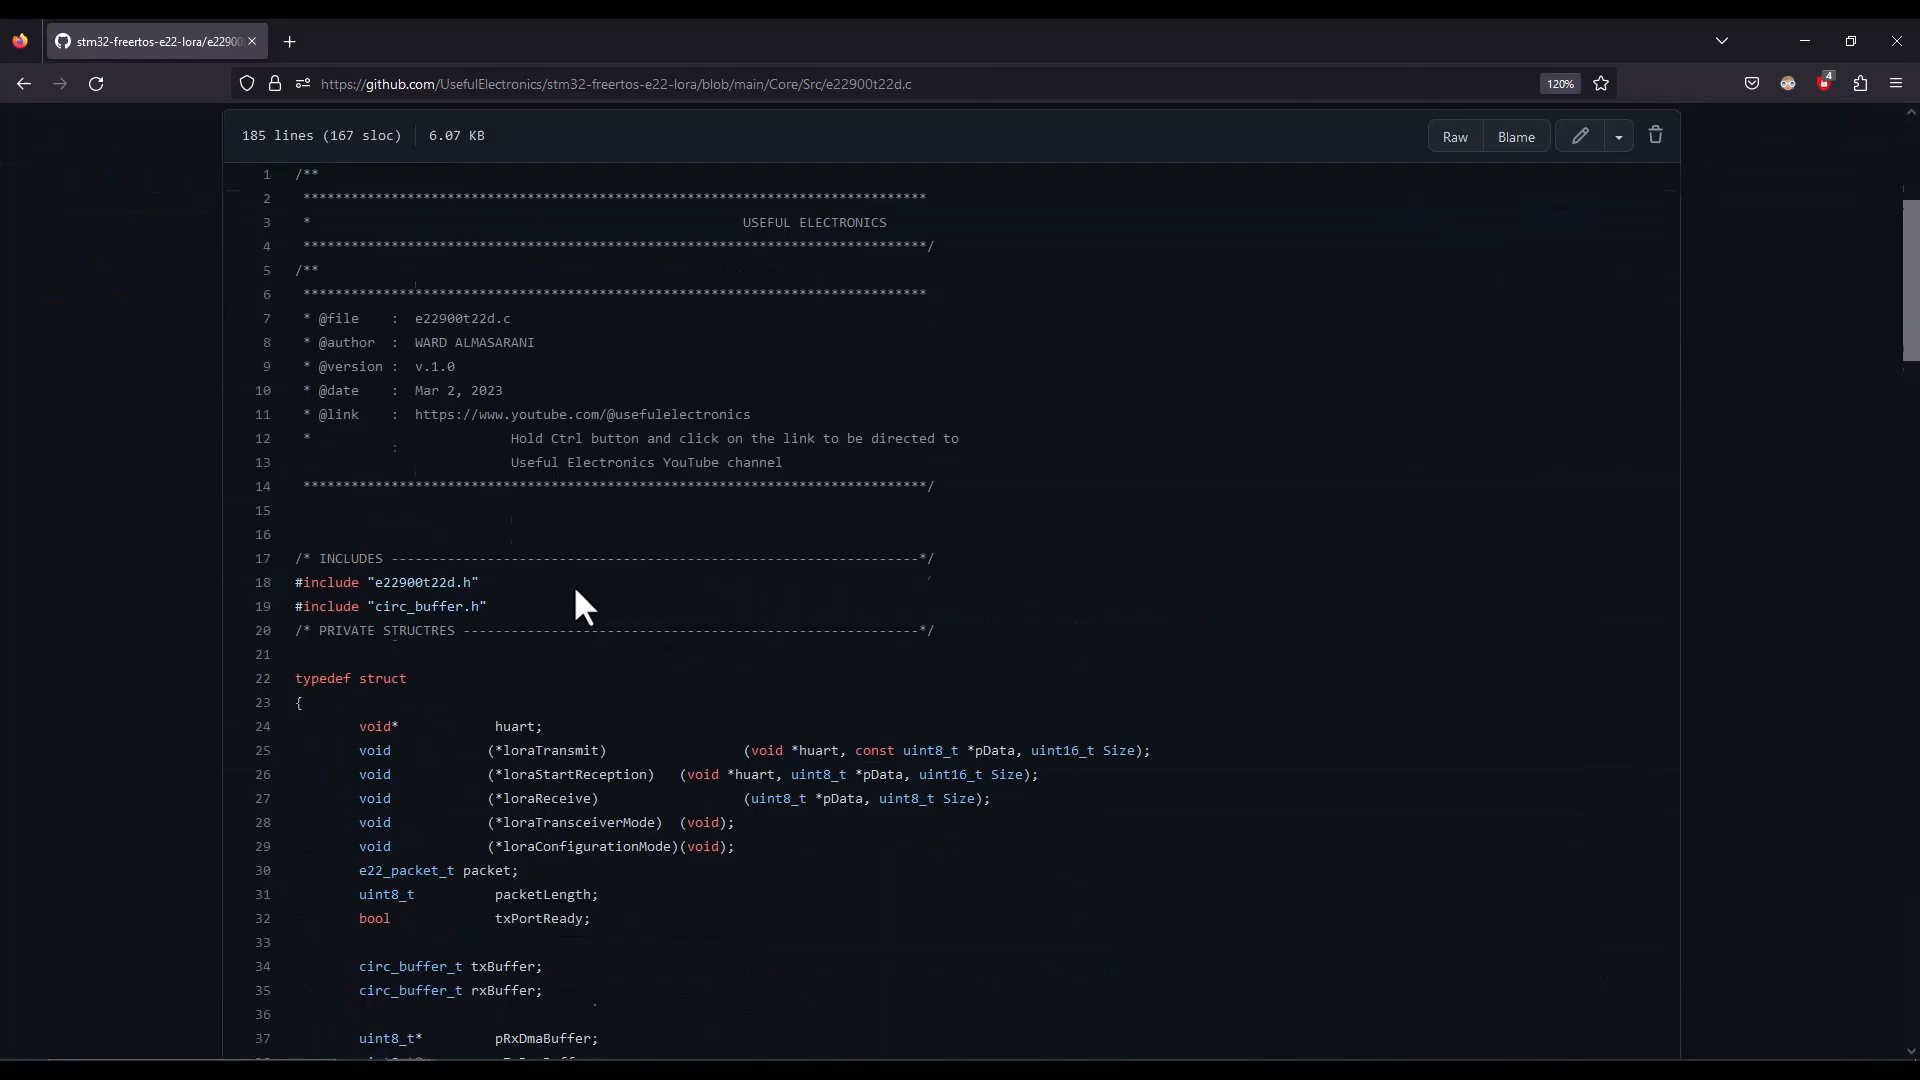 stm32-freertos-e22-lora/e22900
https://github.com/UsefulElectronics/stm32-freertos-e22-lora/blob/main/Core/Src/e22900t22d.c
120%
4
185 lines (167 sloc) 6.07 KB
Raw Blame
1 /**
2 ******************************************************************************
3 * USEFUL ELECTRONICS
4 ******************************************************************************/
5 /**
6 ******************************************************************************
7 * @file : e22900t22d.c
8 * @author : WARD ALMASARANI
9 * @version : v.1.0
10 * @date : Mar 2, 2023
11 * @link : https://www.youtube.com/@usefulelectronics
12 * Hold Ctrl button and click on the link to be directed to
13 Useful Electronics YouTube channel
14 ******************************************************************************/
15
16
17 /* INCLUDES ------------------------------------------------------------------*/
18 #include "e22900t22d.h"
19 #include "circ_buffer.h"
20 /* PRIVATE STRUCTRES ---------------------------------------------------------*/
21
22 typedef struct
23 {
24 void* huart;
25 void (*loraTransmit) (void *huart, const uint8_t *pData, uint16_t Size);
26 void (*loraStartReception) (void *huart, uint8_t *pData, uint16_t Size);
27 void (*loraReceive) (uint8_t *pData, uint8_t Size);
28 void (*loraTransceiverMode) (void);
29 void (*loraConfigurationMode)(void);
30 e22_packet_t packet;
31 uint8_t packetLength;
32 bool txPortReady;
33
34 circ_buffer_t txBuffer;
35 circ_buffer_t rxBuffer;
36
37 uint8_t* pRxDmaBuffer;